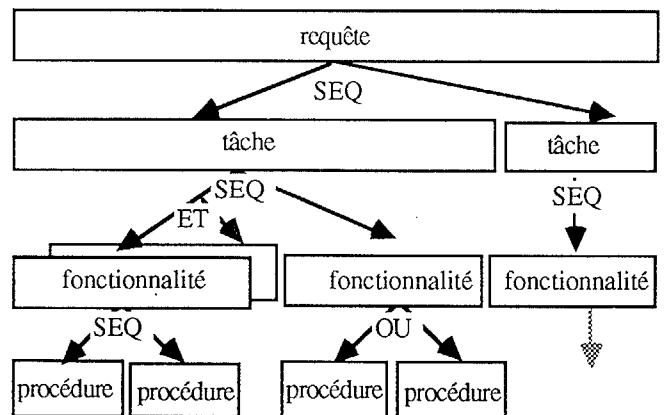 requête
SEQ
tâche
tâche
SEQ
SEQ
ET
fonctionnalité
fonctionnalité
fonctionnalité
SEQ
OU
procédure
procédure
procédure
procédure